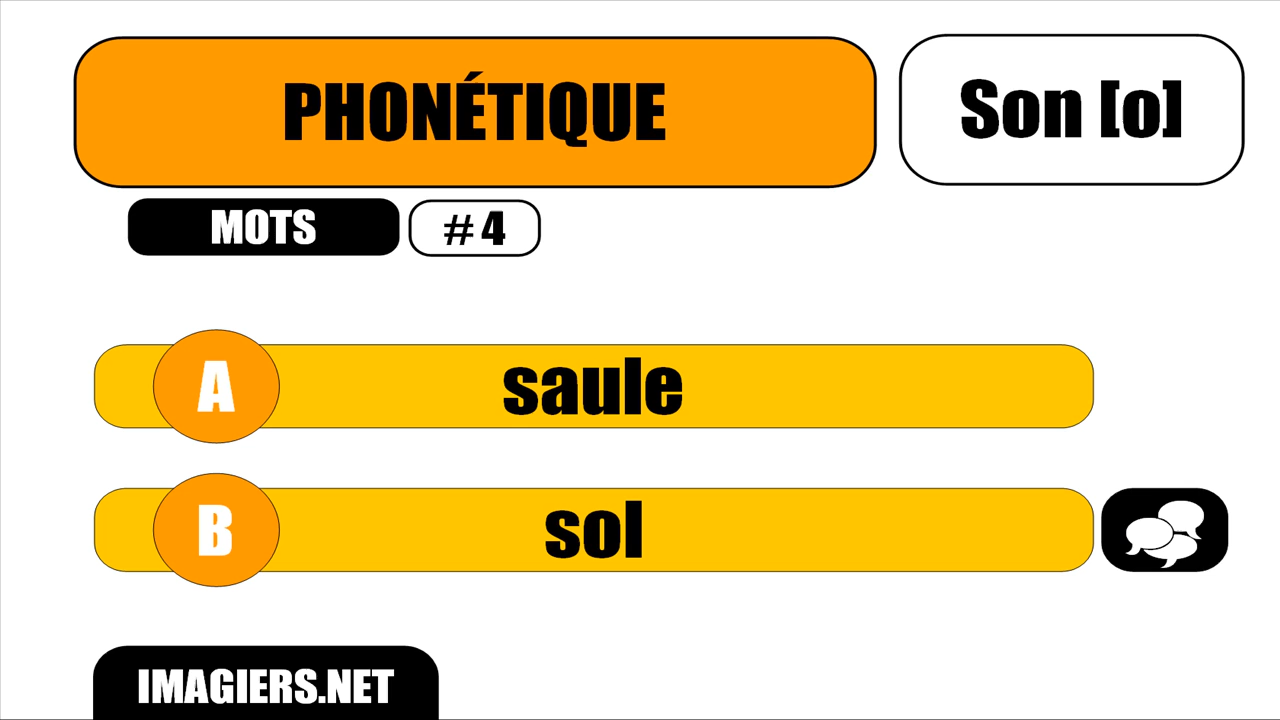 PHONÉTIQUE
Son [o]
MOTS
# 4
A
saule
B
sol
IMAGIERS.NET